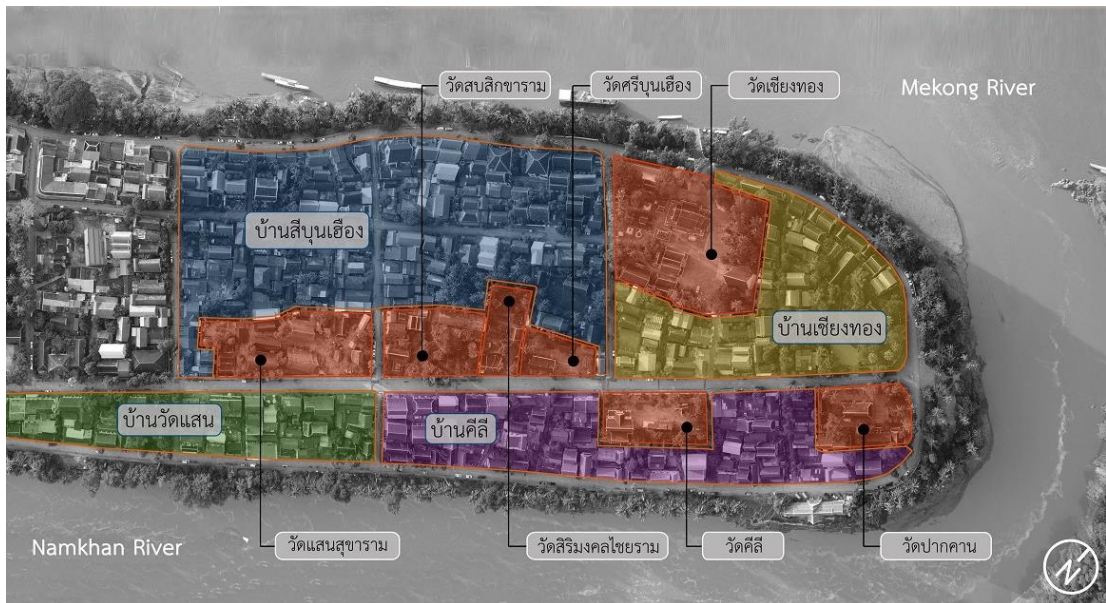 วัดสบสิกขาราม
วัดศรีบุนเฮือง
วัดเชียงทอง
Mekong River
บ้านสีบุนเฮือง
บ้านเชียงทอง
บ้านวัดแสน
บ้านคีลี
Namkhan River
วัดแสนสุขาราม
วัดสิริมงคลไชยราม
วัดคีลี
วัดปากคาน
N